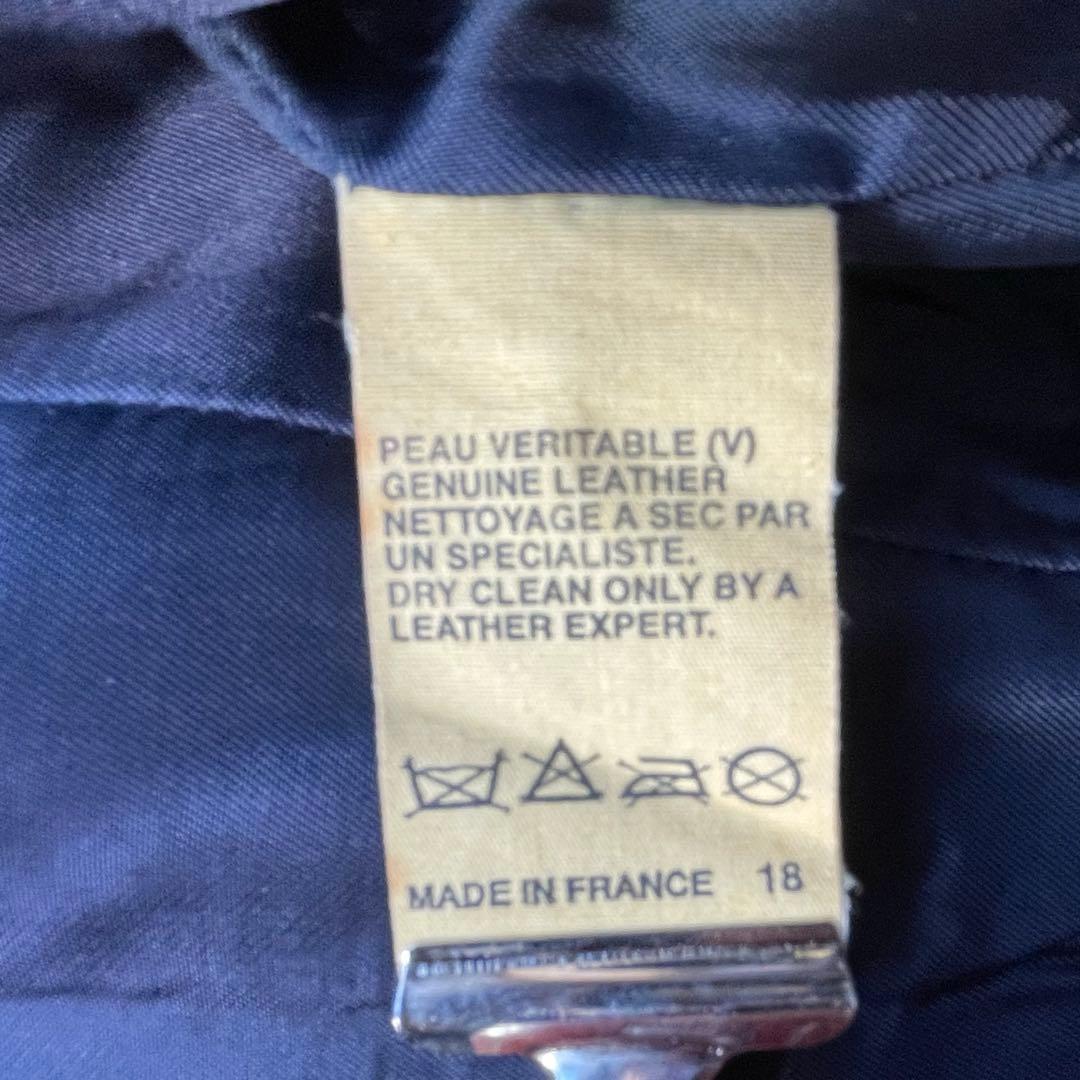 PEAU VERITABLE (V)
GENUINE LEATHER
NETTOYAGE A SEC PAR
UN SPECIALISTE.
DRY CLEAN ONLY BY A
LEATHER EXPERT.
MADE IN FRANCE 18